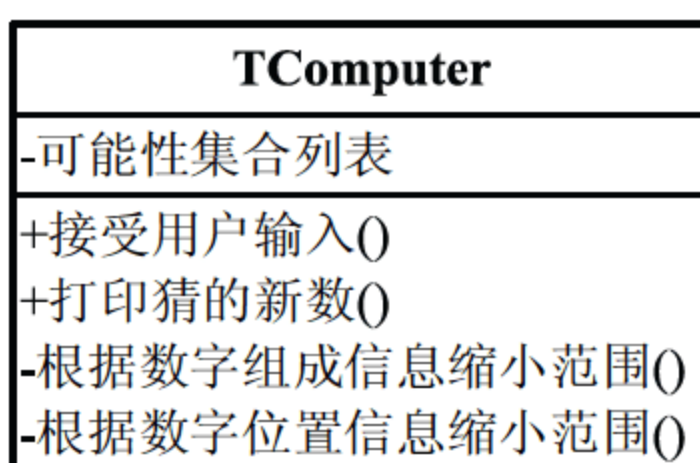 TComputer
-可能性集合列表
+接受用户输入()
+打印猜的新数()
-根据数字组成信息缩小范围()
-根据数字位置信息缩小范围()